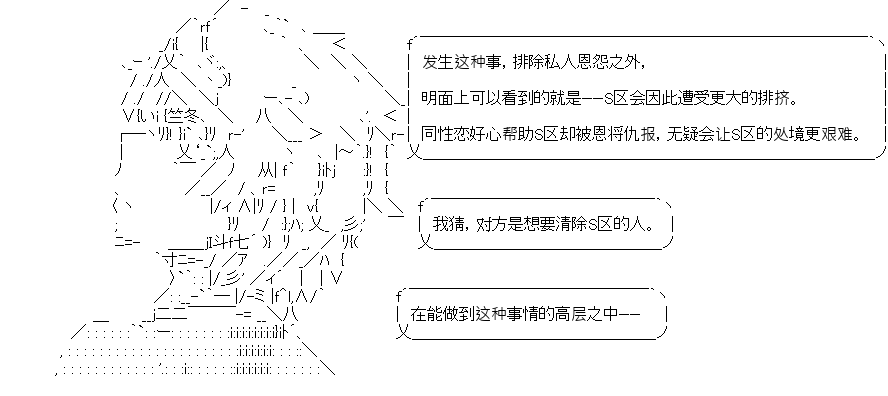 发生这种事，排除私人恩怨之外，
明面上可以看到的就是——S区会因此遭受更大的排挤。
同性恋好心帮助S区却被恩将仇报，无疑会让S区的处境更艰难。
我猜，对方是想要清除S区的人。
在能做到这种事情的高层之中——